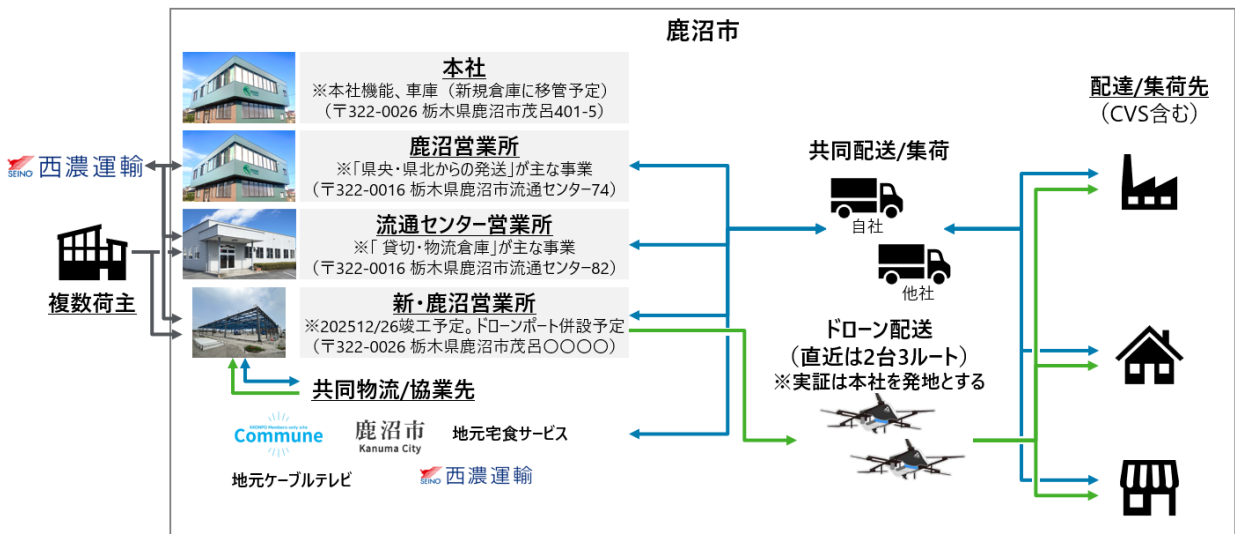 鹿沼市
本社
※本社機能、車庫（新規倉庫に移管予定）
（〒322-0026 栃木県鹿沼市茂呂401-5）
鹿沼営業所
※「県央・県北からの発送」が主な事業
（〒322-0016 栃木県鹿沼市流通センター74）
流通センター営業所
※「 貸切・物流倉庫」が主な事業
（〒322-0016 栃木県鹿沼市流通センター82）
新・鹿沼営業所
※202512/26竣工予定。ドローンポート併設予定
（〒322-0026 栃木県鹿沼市茂呂〇〇〇〇）
SEINO 西濃運輸
複数荷主
共同物流/協業先
Commune
鹿沼市
Kanuma City
地元宅食サービス
地元ケーブルテレビ
SEINO 西濃運輸
共同配送/集荷
自社
他社
ドローン配送
（直近は2台3ルート）
※実証は本社を発地とする
配達/集荷先
（CVS含む）